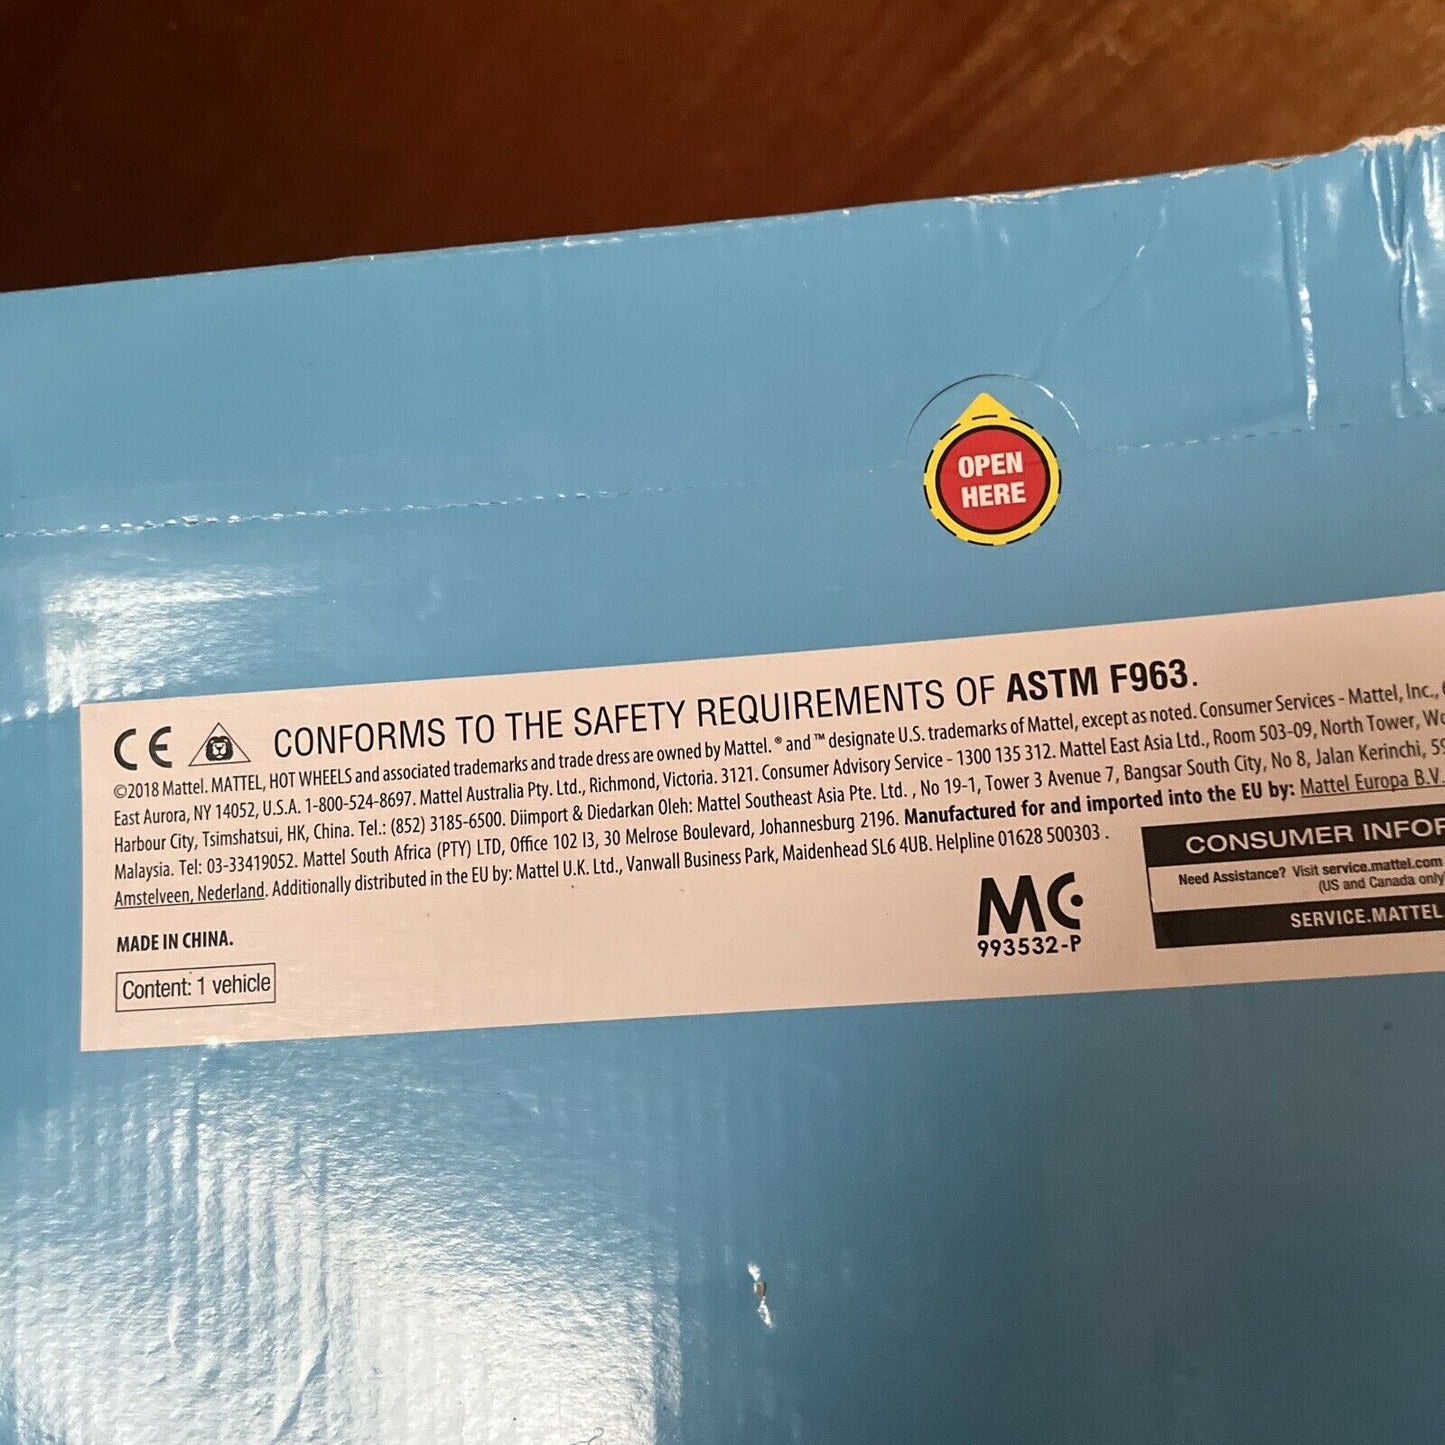 OPEN
HERE
CE CONFORMS TO THE SAFETY REQUIREMENTS OF ASTM F963.
©2018 Mattel. MATTEL, HOT WHEELS and associated trademarks and trade dress are owned by Mattel. ® and ™ designate U.S. trademarks of Mattel, except as noted. Consumer Services - Mattel, Inc.,
East Aurora, NY 14052, U.S.A. 1-800-524-8697. Mattel Australia Pty. Ltd., Richmond, Victoria. 3121. Consumer Advisory Service - 1300 135 312. Mattel East Asia Ltd., Room 503-09, North Tower,
Harbour City, Tsimshatsui, HK, China. Tel.: (852) 3185-6500. Diimport & Diedarkan Oleh: Mattel Southeast Asia Pte. Ltd. , No 19-1, Tower 3 Avenue 7, Bangsar South City, No 8, Jalan Kerinchi,
Malaysia. Tel: 03-33419052. Mattel South Africa (PTY) LTD, Office 102 I3, 30 Melrose Boulevard, Johannesburg 2196. Manufactured for and imported into the EU by: Mattel Europa B.V.
Amstelveen, Nederland. Additionally distributed in the EU by: Mattel U.K. Ltd., Vanwall Business Park, Maidenhead SL6 4UB. Helpline 01628 500303 .
MADE IN CHINA.
Content: 1 vehicle
MC
993532-P
CONSUMER INFOR
Need Assistance? Visit service.mattel.com
(US and Canada only
SERVICE.MATTEL